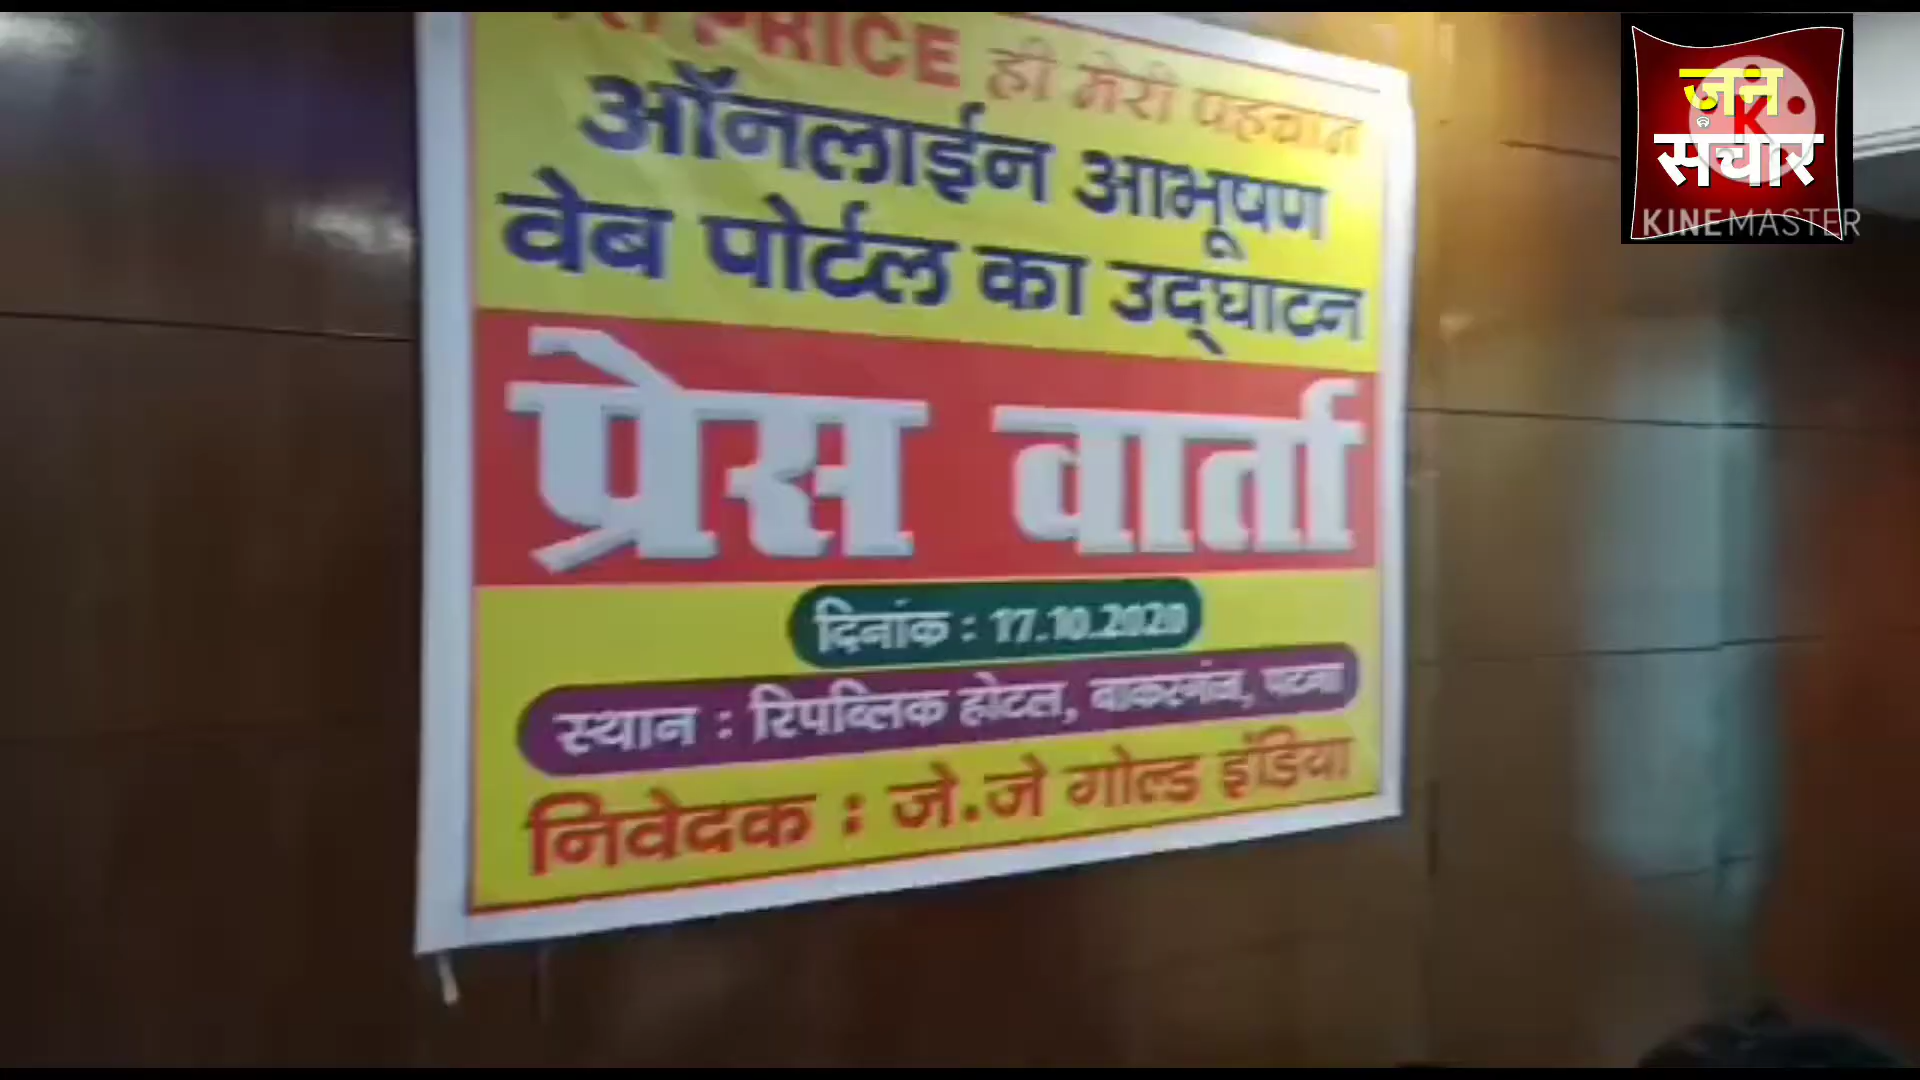 PRICE ही मेरी पहचान
ऑनलाईन आभूषण
वेब पोर्टल का उद्घाटन
प्रेस वार्ता
दिनांक : 17.10.2020
स्थान : रिपब्लिक होटल, बाकरगंज, पटना
निवेदक : जे.जे गोल्ड इंडिया
जन
संचार
KINEMASTER